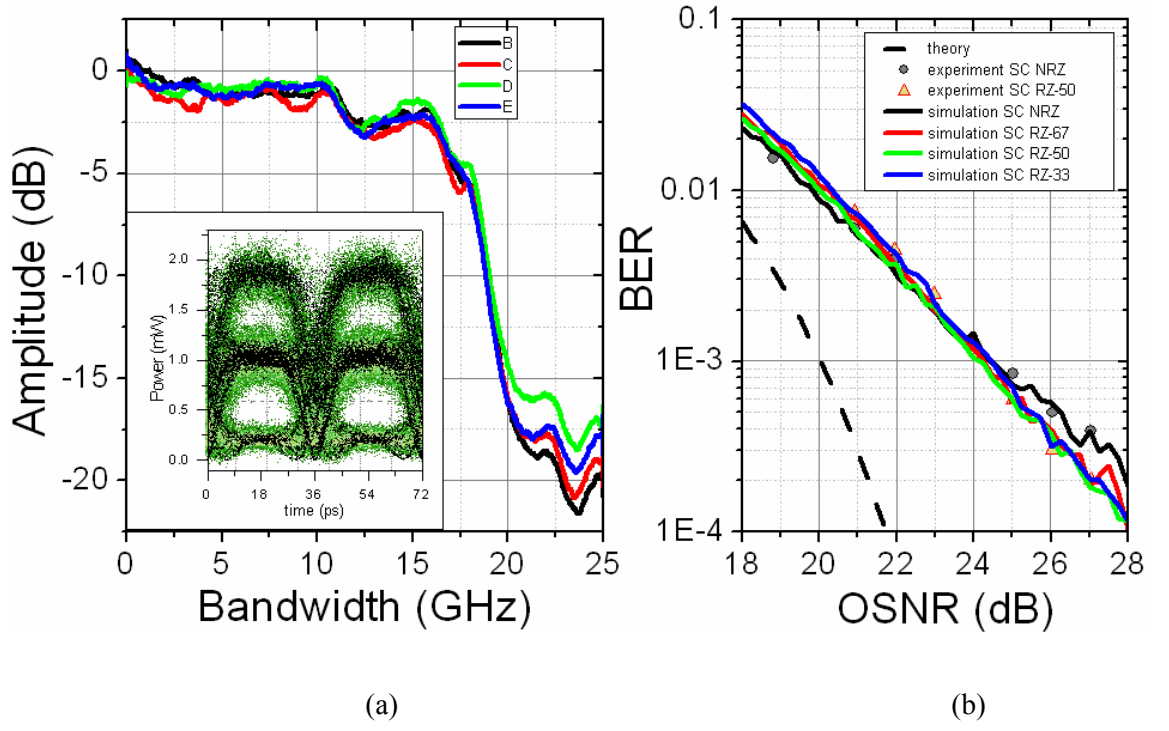 0
-5
-10
-15
-20
Amplitude (dB)
0
5
10
15
20
25
Bandwidth (GHz)
B
C
D
E
2.0
1.5
1.0
0.5
0.0
Power (mW)
0
18
36
54
72
time (ps)
(a)
0.1
0.01
1E-3
1E-4
BER
18
20
22
24
26
28
OSNR (dB)
theory
experiment SC NRZ
experiment SC RZ-50
simulation SC NRZ
simulation SC RZ-67
simulation SC RZ-50
simulation SC RZ-33
(b)